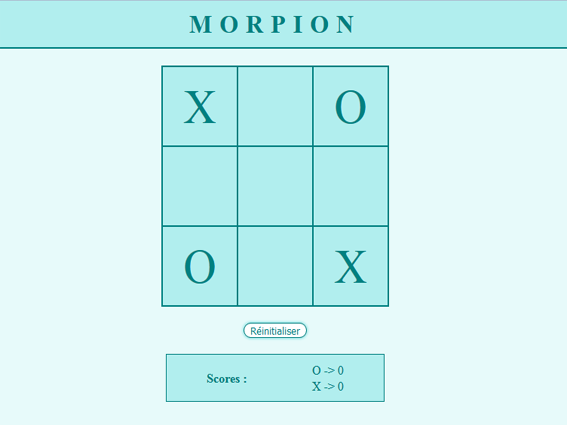 MORPION
X O
O X
Réinitialiser
Scores :
O -> 0
X -> 0